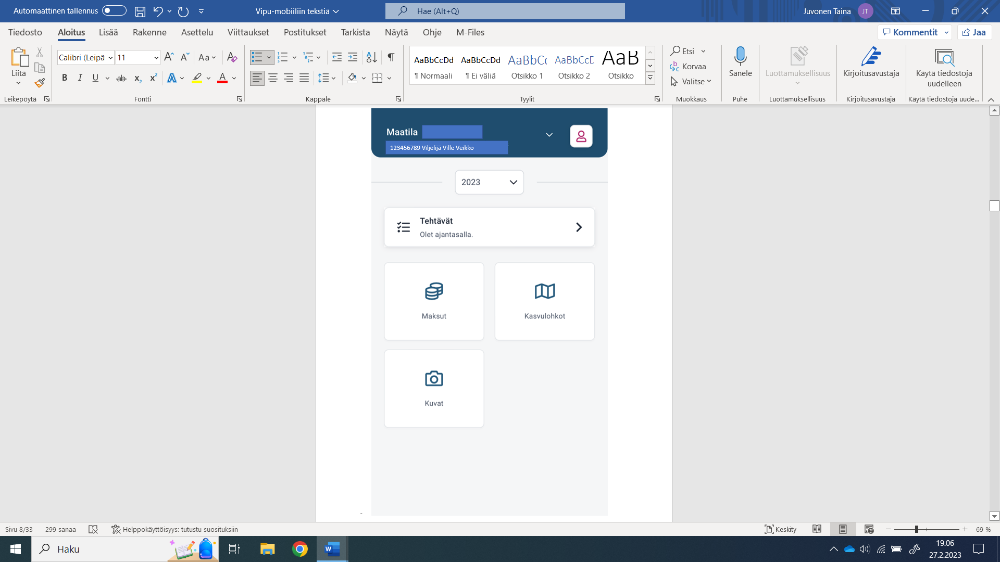 Automaattinen tallennus
Vipu-mobiiliin tekstiä
Hae (Alt+Q)
Juvonen Taina
JT
Tiedosto
Aloitus
Lisää
Rakenne
Asettelu
Viittaukset
Postitukset
Tarkista
Näytä
Ohje
M-Files
Kommentit
Jaa
Liitä
Leikepöytä
Calibri (Leipä
11
Aa
Fontti
Kappale
AaBbCcDd
¶ Normaali
AaBbCcDd
¶ Ei väliä
AaBbCc
Otsikko 1
AaBbCcD
Otsikko 2
AaB
Otsikko
Tyylit
Etsi
Korvaa
Valitse
Muokkaus
Sanele
Puhe
Luottamuksellisuus
Luottamuksellisuus
Kirjoitusavustaja
Kirjoitusavustaja
Käytä tiedostoja
uudelleen
Käytä tiedostoja uude...
Maatila
123456789 Viljelijä Ville Veikko
2023
Tehtävät
Olet ajantasalla.
Maksut
Kasvulohkot
Kuvat
-
Sivu 8/33
299 sanaa
Helppokäyttöisyys: tutustu suosituksiin
Keskity
69 %
Haku
19.06
27.2.2023